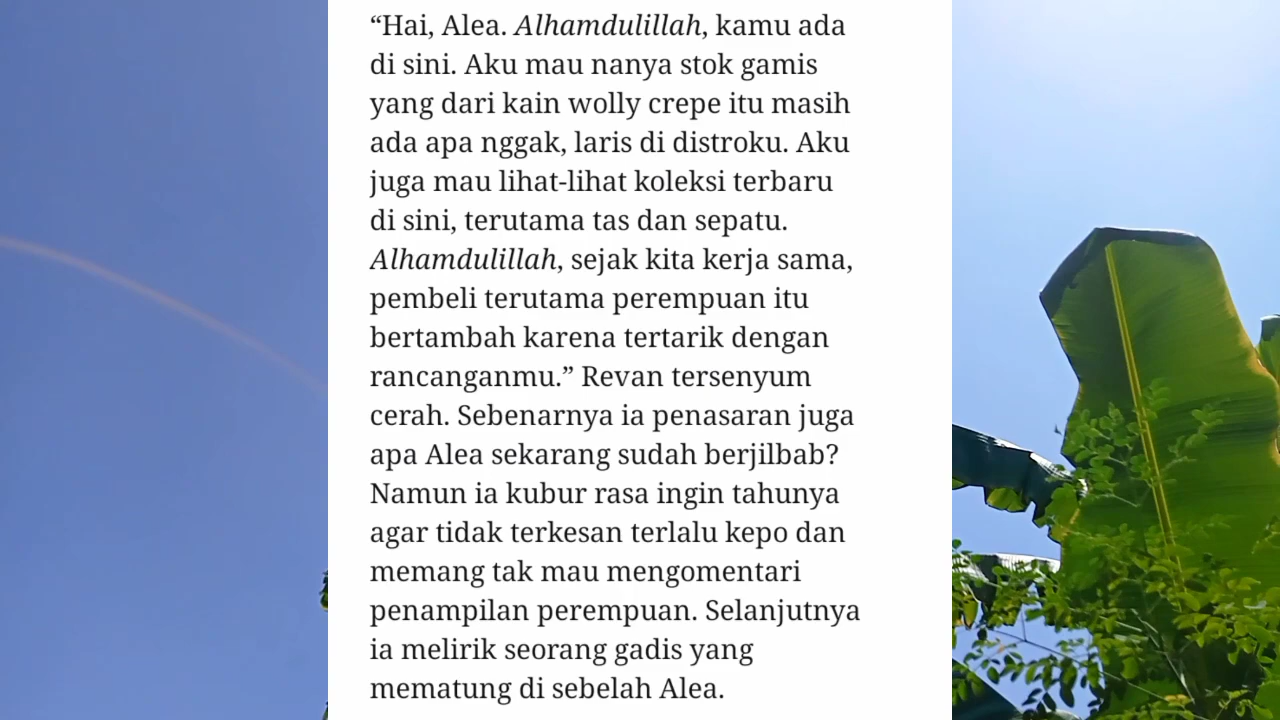 “Hai, Alea. Alhamdulillah, kamu ada
di sini. Aku mau nanya stok gamis
yang dari kain wolly crepe itu masih
ada apa nggak, laris di distroku. Aku
juga mau lihat-lihat koleksi terbaru
di sini, terutama tas dan sepatu.
Alhamdulillah, sejak kita kerja sama,
pembeli terutama perempuan itu
bertambah karena tertarik dengan
rancanganmu.” Revan tersenyum
cerah. Sebenarnya ia penasaran juga
apa Alea sekarang sudah berjilbab?
Namun ia kubur rasa ingin tahunya
agar tidak terkesan terlalu kepo dan
memang tak mau mengomentari
penampilan perempuan. Selanjutnya
ia melirik seorang gadis yang
mematung di sebelah Alea.